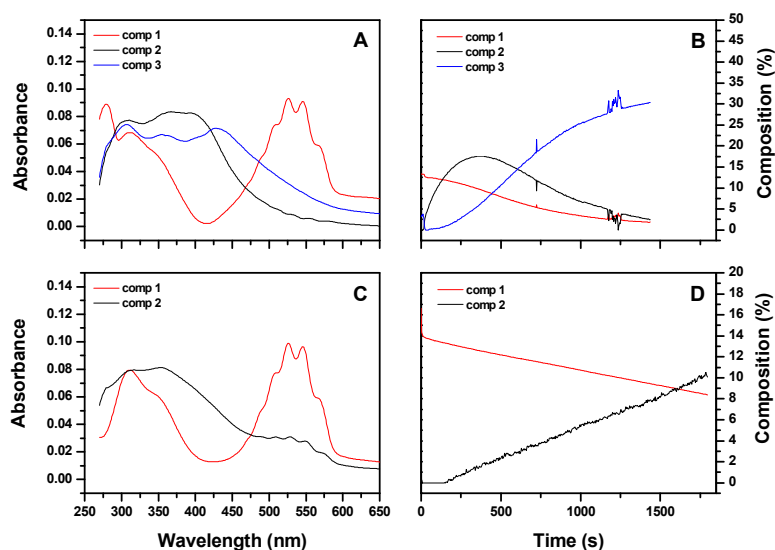 0.14
0.12
0.10
0.08
0.06
0.04
0.02
0.00
Absorbance
comp 1
comp 2
comp 3
A
comp 1
comp 2
comp 3
B
50
45
40
35
30
25
20
15
10
5
0
Composition (%)
0.14
0.12
0.10
0.08
0.06
0.04
0.02
0.00
Absorbance
comp 1
comp 2
C
250 300 350 400 450 500 550 600 650
Wavelength (nm)
comp 1
comp 2
D
20
18
16
14
12
10
8
6
4
2
0
Composition (%)
0 250 500 750 1000 1250 1500 1750
Time (s)